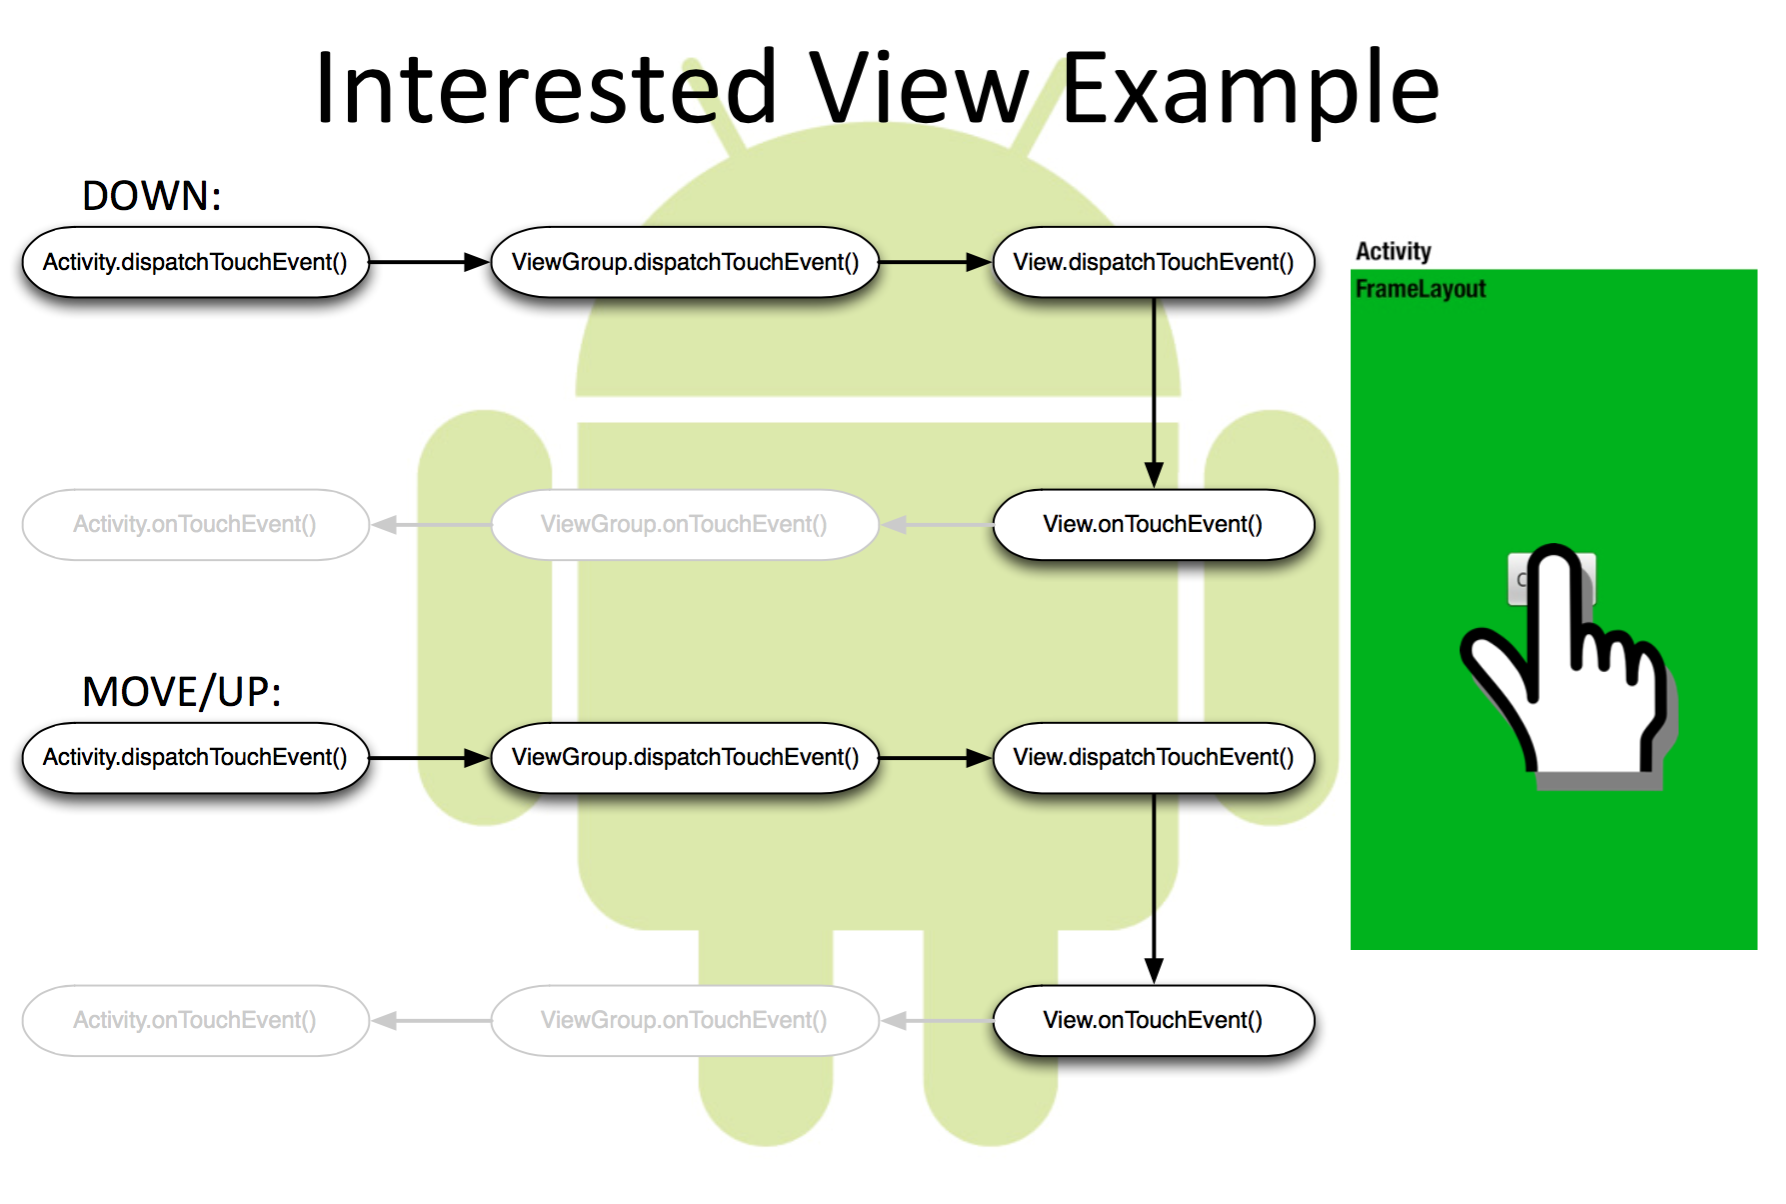 Interested View Example
DOWN:
Activity.dispatchTouchEvent()
ViewGroup.dispatchTouchEvent()
View.dispatchTouchEvent()
Activity
FrameLayout
Activity.onTouchEvent()
ViewGroup.onTouchEvent()
View.onTouchEvent()
MOVE/UP:
Activity.dispatchTouchEvent()
ViewGroup.dispatchTouchEvent()
View.dispatchTouchEvent()
Activity.onTouchEvent()
ViewGroup.onTouchEvent()
View.onTouchEvent()